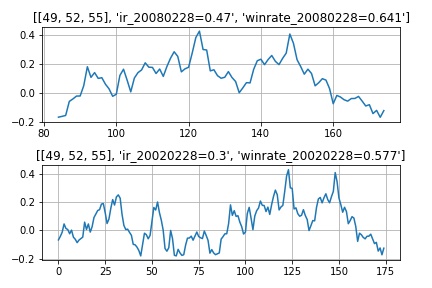 [[49, 52, 55], 'ir_20080228=0.47', 'winrate_20080228=0.641']
0.4
0.2
0.0
−0.2
80 100 120 140 160
[[49, 52, 55], 'ir_20020228=0.3', 'winrate_20020228=0.577']
0.4
0.2
0.0
−0.2
0 25 50 75 100 125 150 175